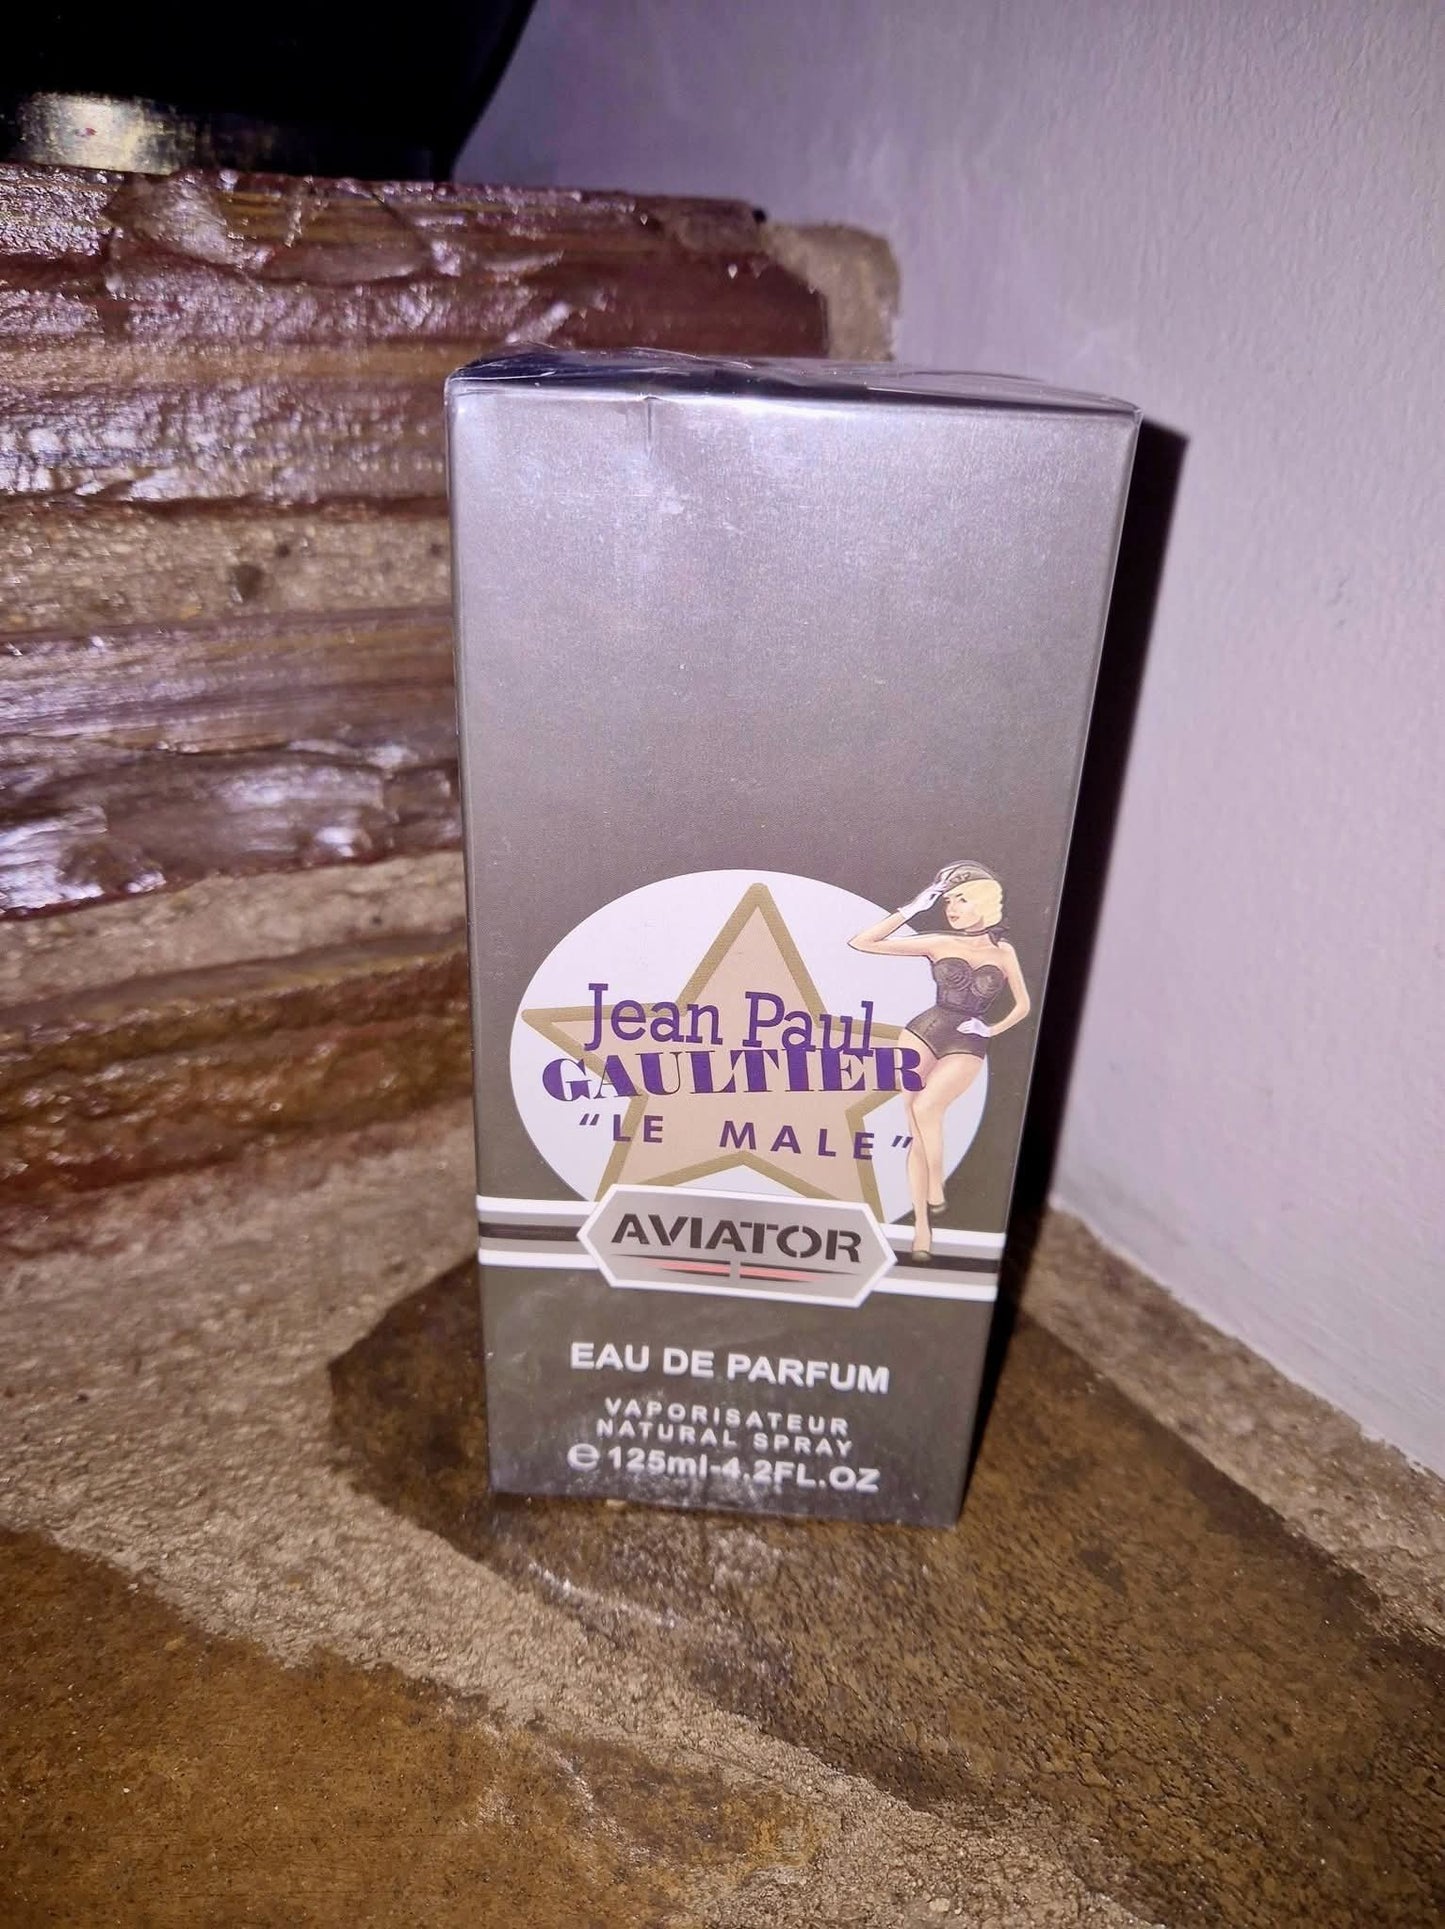 Jean Paul
GAULTIER
"LE MALE"
AVIATOR
EAU DE PARFUM
VAPORISATEUR
NATURAL SPRAY
℮ 125ml-4.2FL.OZ